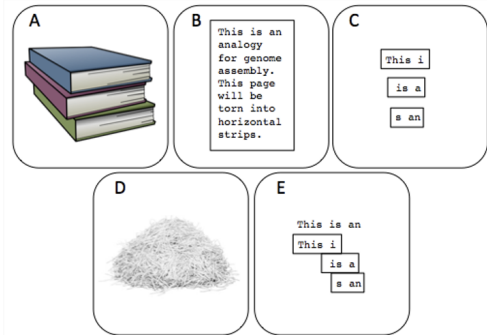 A
B
This is an
analogy
for genome
assembly.
This page
will be
torn into
horizontal
strips.
C
This i
is a
s an
D
E
This is an
This i
is a
s an